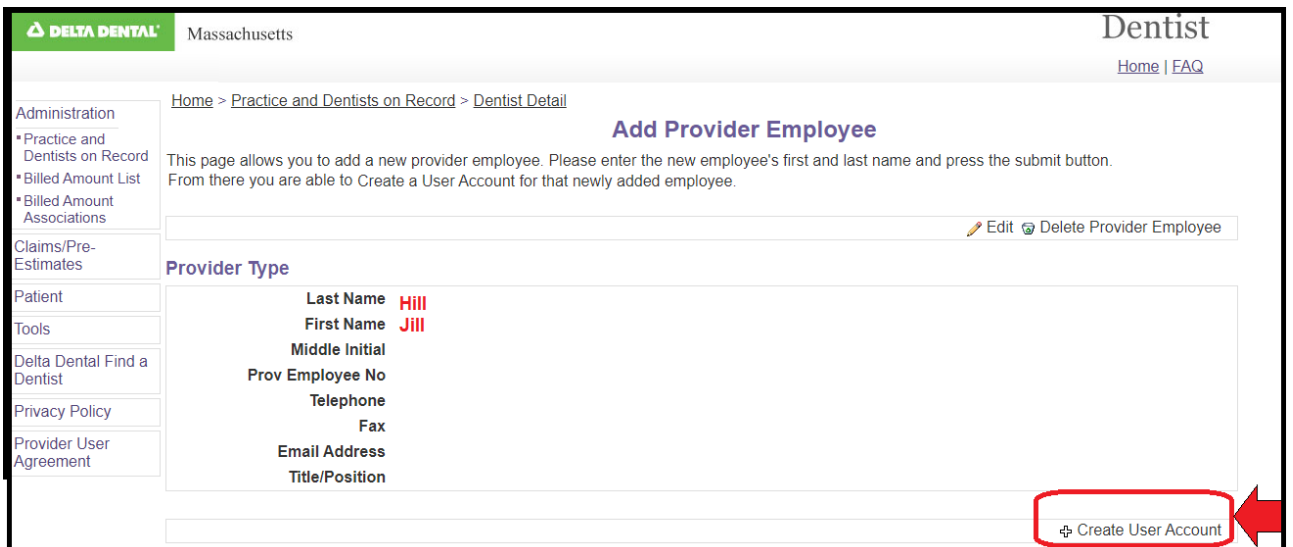 DELTA DENTAL
Massachusetts
Dentist
Home | FAQ
Administration
Practice and
Dentists on Record
Billed Amount List
Billed Amount
Associations
Claims/Pre-
Estimates
Patient
Tools
Delta Dental Find a
Dentist
Privacy Policy
Provider User
Agreement
Home > Practice and Dentists on Record > Dentist Detail
Add Provider Employee
This page allows you to add a new provider employee. Please enter the new employee's first and last name and press the submit button.
From there you are able to Create a User Account for that newly added employee.
Edit Delete Provider Employee
Provider Type
Last Name Hill
First Name Jill
Middle Initial
Prov Employee No
Telephone
Fax
Email Address
Title/Position
Create User Account